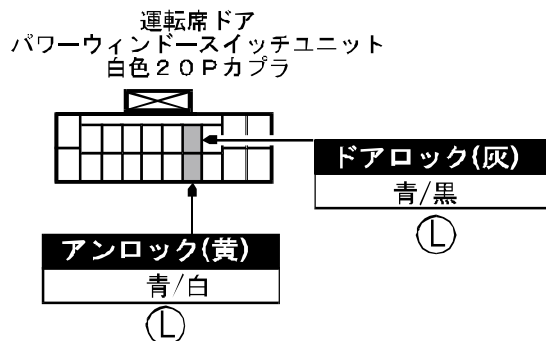 運転席ドア
パワーウィンドースイッチユニット
白色20Pカプラ
ドアロック(灰)
青/黒
Ⓛ
アンロック(黄)
青/白
Ⓛ